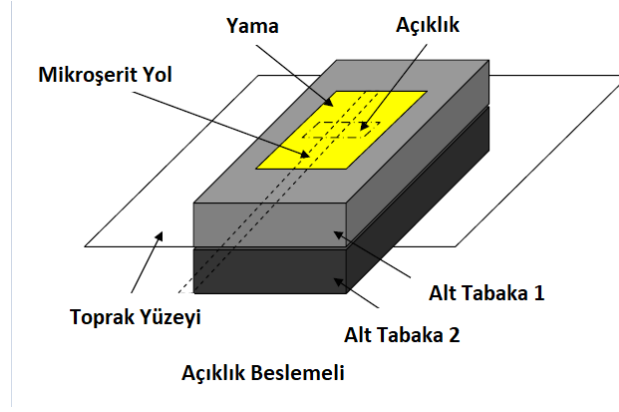 Yama
Açıklık
Mikroşerit Yol
Toprak Yüzeyi
Alt Tabaka 1
Alt Tabaka 2
Açıklık Beslemeli